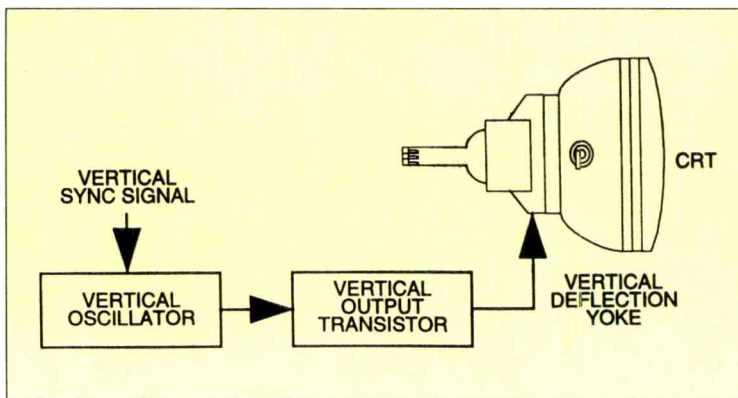 VERTICAL
SYNC SIGNAL
VERTICAL
OSCILLATOR
VERTICAL
OUTPUT
TRANSISTOR
CRT
VERTICAL
DEFLECTION
YOKE